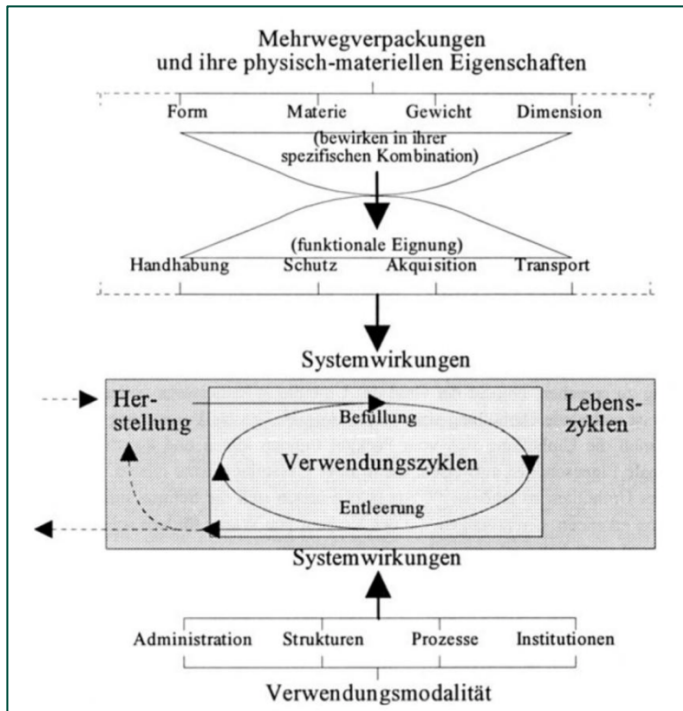 Mehrwegverpackungen
und ihre physisch-materiellen Eigenschaften
Form Materie Gewicht Dimension
(bewirken in ihrer
spezifischen Kombination)
(funktionale Eignung)
Handhabung Schutz Akquisition Transport
Systemwirkungen
Her-
stellung
Befüllung
Lebens-
zyklen
Verwendungszyklen
Entleerung
Systemwirkungen
Administration Strukturen Prozesse Institutionen
Verwendungsmodalität